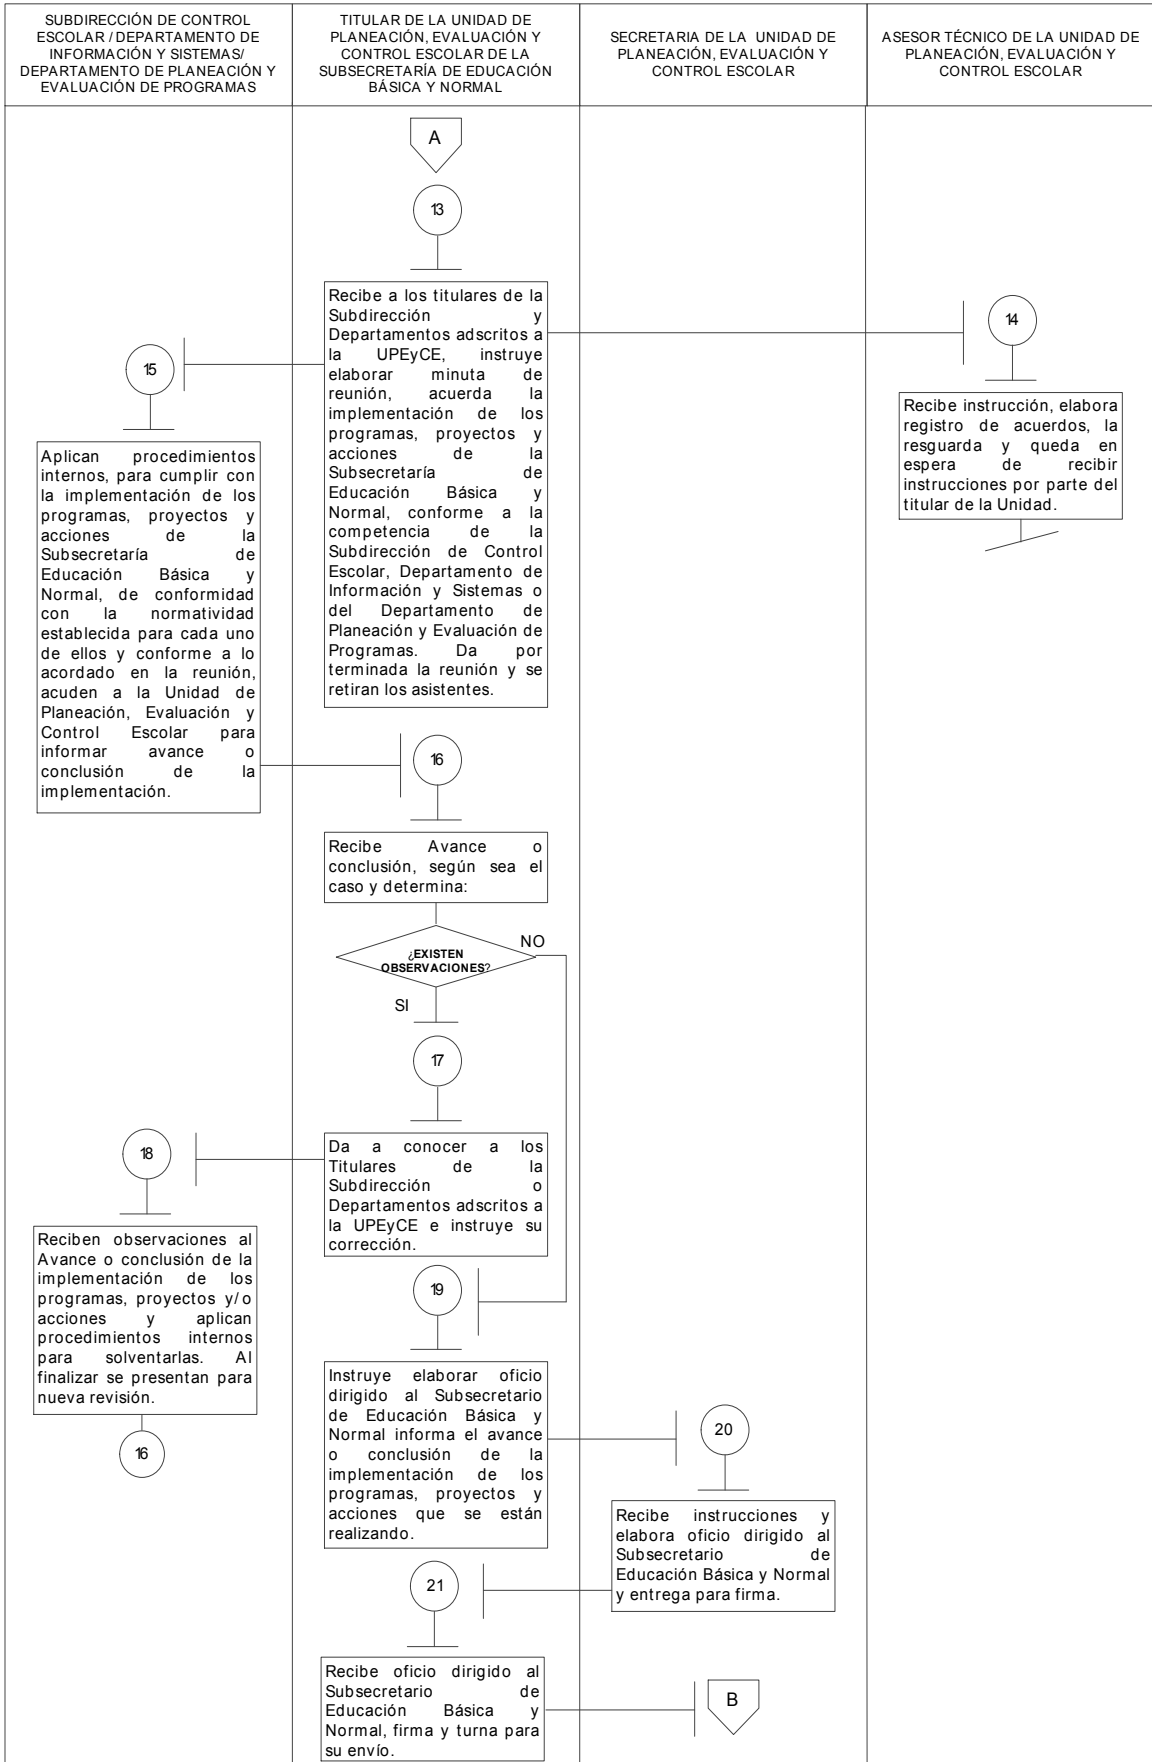 SUBDIRECCIÓN DE CONTROL
ESCOLAR / DEPARTAMENTO DE
INFORMACIÓN Y SISTEMAS/
DEPARTAMENTO DE PLANEACIÓN Y
EVALUACIÓN DE PROGRAMAS
TITULAR DE LA UNIDAD DE
PLANEACIÓN, EVALUACIÓN Y
CONTROL ESCOLAR DE LA
SUBSECRETARÍA DE EDUCACIÓN
BÁSICA Y NORMAL
SECRETARIA DE LA UNIDAD DE
PLANEACIÓN, EVALUACIÓN Y
CONTROL ESCOLAR
ASESOR TÉCNICO DE LA UNIDAD DE
PLANEACIÓN, EVALUACIÓN Y
CONTROL ESCOLAR
A
13
Recibe a los titulares de la
Subdirección y
Departamentos adscritos a
la UPEyCE, instruye
elaborar minuta de
reunión, acuerda la
implementación de los
programas, proyectos y
acciones de la
Subsecretaría de
Educación Básica y
Normal, conforme a la
competencia de la
Subdirección de Control
Escolar, Departamento de
Información y Sistemas o
del Departamento de
Planeación y Evaluación de
Programas. Da por
terminada la reunión y se
retiran los asistentes.
14
Recibe instrucción, elabora
registro de acuerdos, la
resguarda y queda en
espera de recibir
instrucciones por parte del
titular de la Unidad.
15
Aplican procedimientos
internos, para cumplir con
la implementación de los
programas, proyectos y
acciones de la
Subsecretaría de
Educación Básica y
Normal, de conformidad
con la normatividad
establecida para cada uno
de ellos y conforme a lo
acordado en la reunión,
acuden a la Unidad de
Planeación, Evaluación y
Control Escolar para
informar avance o
conclusión de la
implementación.
16
Recibe Avance o
conclusión, según sea el
caso y determina:
¿EXISTEN
OBSERVACIONES?
NO
SI
17
Da a conocer a los
Titulares de la
Subdirección o
Departamentos adscritos a
la UPEyCE e instruye su
corrección.
18
Reciben observaciones al
Avance o conclusión de la
implementación de los
programas, proyectos y/o
acciones y aplican
procedimientos internos
para solventarlas. Al
finalizar se presentan para
nueva revisión.
16
19
Instruye elaborar oficio
dirigido al Subsecretario
de Educación Básica y
Normal informa el avance
o conclusión de la
implementación de los
programas, proyectos y
acciones que se están
realizando.
20
Recibe instrucciones y
elabora oficio dirigido al
Subsecretario de
Educación Básica y Normal
y entrega para firma.
21
Recibe oficio dirigido al
Subsecretario de
Educación Básica y
Normal, firma y turna para
su envío.
B